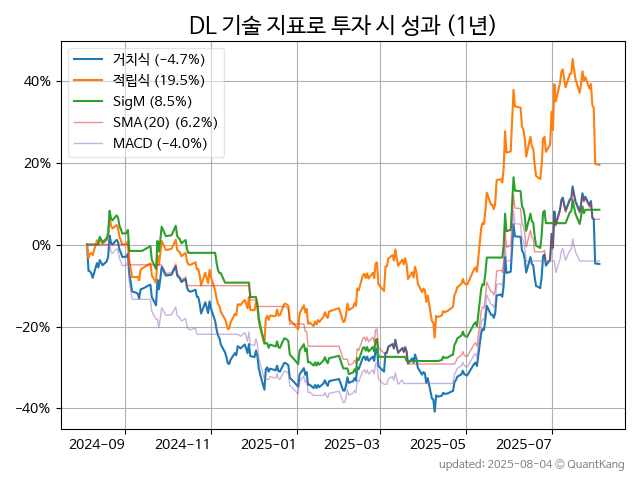 DL 기술 지표로 투자 시 성과 (1년)
거치식 (−4.7%)
적립식 (19.5%)
SigM (8.5%)
SMA(20) (6.2%)
MACD (−4.0%)
40%
20%
0%
−20%
−40%
2024-09
2024-11
2025-01
2025-03
2025-05
2025-07
updated: 2025-08-04 © QuantKang